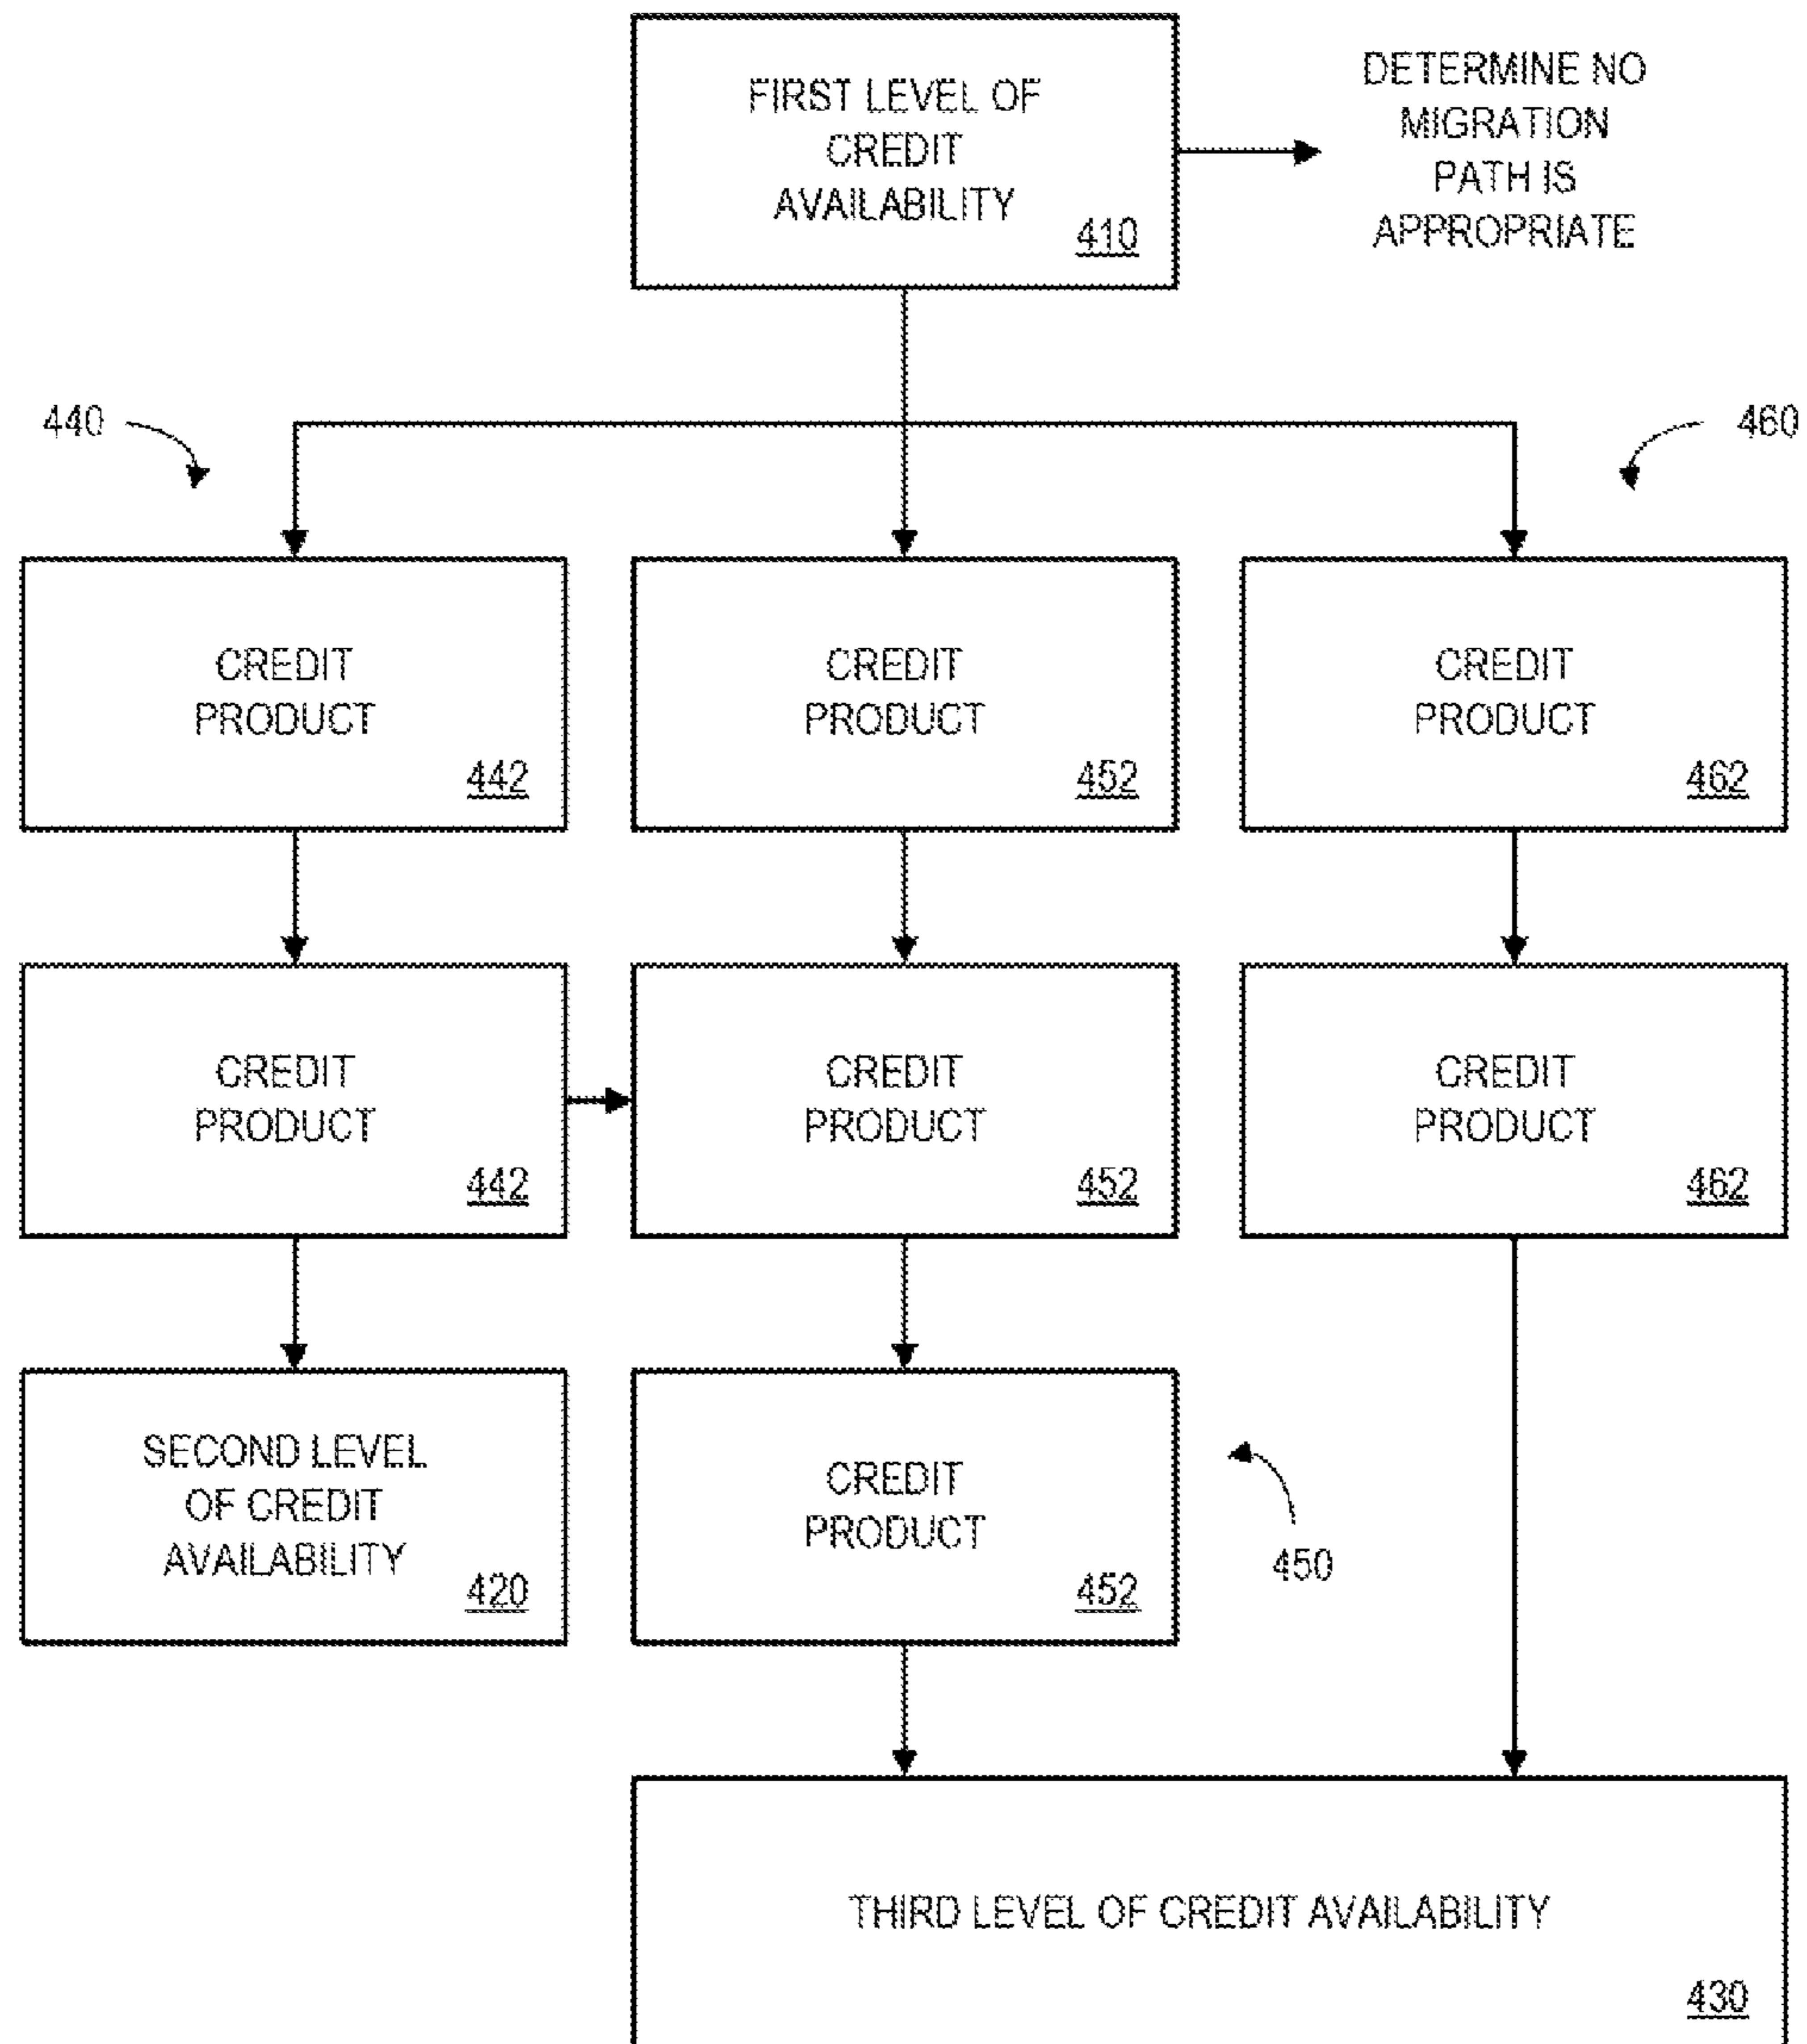 FIRST LEVEL OF
CREDIT
AVAILABILITY
410
DETERMINE NO
MIGRATION
PATH IS
APPROPRIATE
440
460
CREDIT
PRODUCT
442
CREDIT
PRODUCT
452
CREDIT
PRODUCT
462
CREDIT
PRODUCT
442
CREDIT
PRODUCT
452
CREDIT
PRODUCT
462
SECOND LEVEL
OF CREDIT
AVAILABILITY
420
CREDIT
PRODUCT
452
450
THIRD LEVEL OF CREDIT AVAILABILITY
430